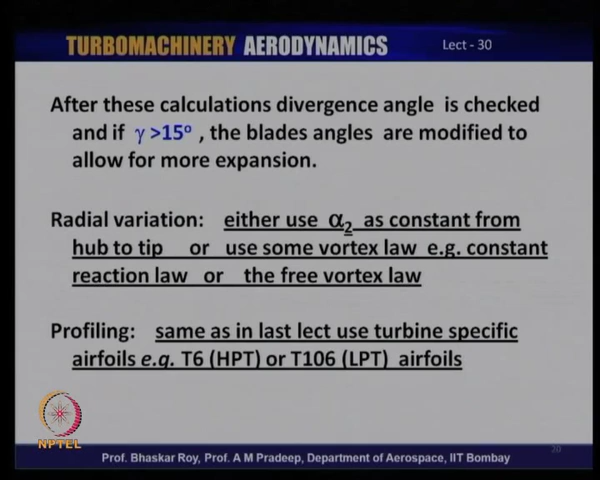 TURBOMACHINERY AERODYNAMICS
Lect - 30
After these calculations divergence angle is checked
and if γ >15º , the blades angles are modified to
allow for more expansion.
Radial variation: either use α₂ as constant from
hub to tip or use some vortex law e.g. constant
reaction law or the free vortex law
Profiling: same as in last lect use turbine specific
airfoils e.g. T6 (HPT) or T106 (LPT) airfoils
NPTEL
Prof. Bhaskar Roy, Prof. A M Pradeep, Department of Aerospace, IIT Bombay
20